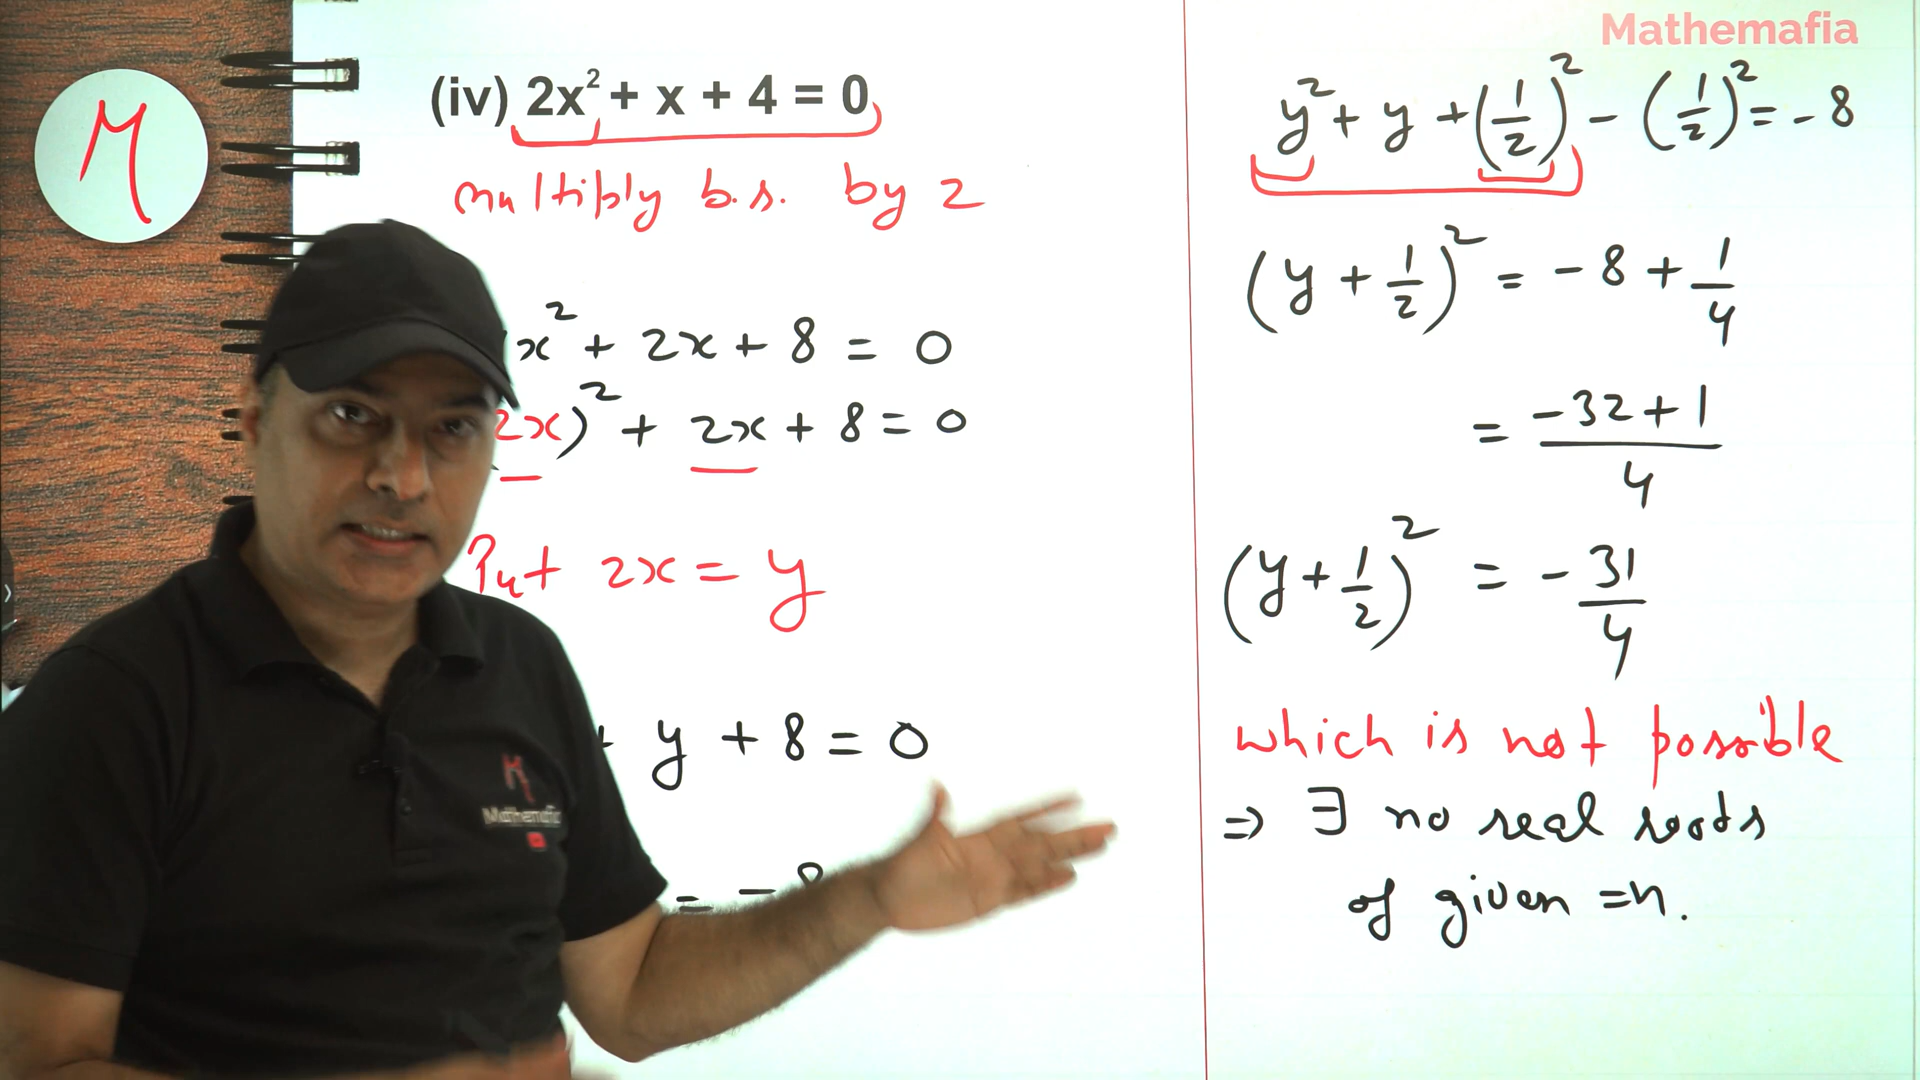 Mathemafia
M
(iv) 2x² + x + 4 = 0
multiply b.s. by 2
x² + 2x + 8 = 0
2x)² + 2x + 8 = 0
Put 2x = y
+ y + 8 = 0
= -8
y² + y + (1/2)² - (1/2)² = -8
(y + 1/2)² = -8 + 1/4
= (-32+1)/4
(y + 1/2)² = -31/4
which is not possible
⇒ ∃ no real roots
of given =n.
M
Mathemafia